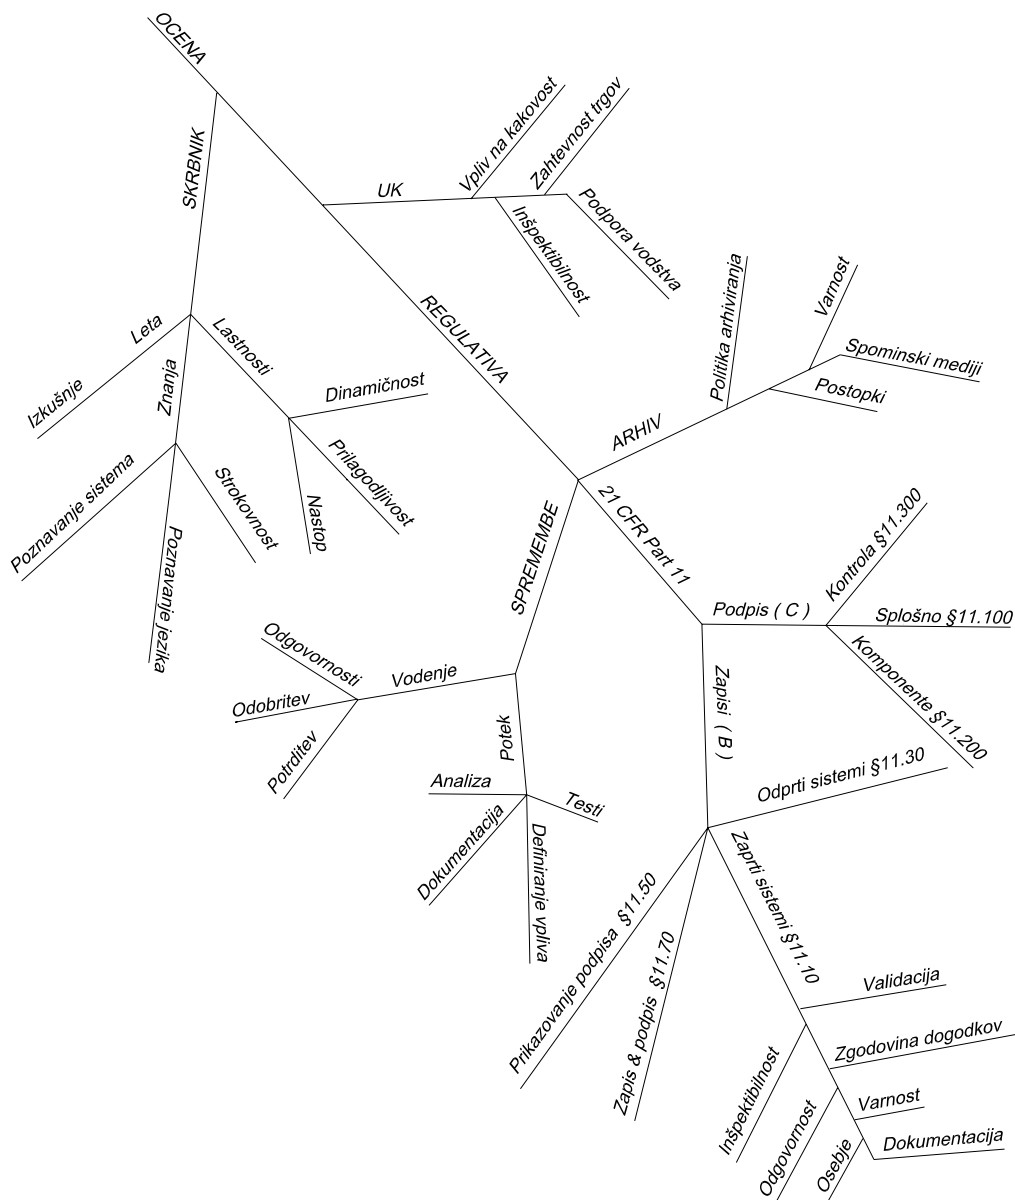 OCENA
SKRBNIK
Leta
Izkušnje
Znanja
Poznavanje sistema
Poznavanje jezika
Strokovnost
Lastnosti
Dinamičnost
Prilagodljivost
Nastop
REGULATIVA
UK
Vpliv na kakovost
Zahtevnost trgov
Inšpektibilnost
Podpora vodstva
ARHIV
Politika arhiviranja
Varnost
Spominski mediji
Postopki
SPREMEMBE
Vodenje
Odgovornosti
Odobritev
Potrditev
Potek
Analiza
Dokumentacija
Definiranje vpliva
Testi
21 CFR Part 11
Podpis ( C )
Kontrola §11.300
Splošno §11.100
Komponente §11.200
Zapisi ( B )
Odprti sistemi §11.30
Zaprti sistemi §11.10
Prikazovanje podpisa §11.50
Zapis & podpis §11.70
Validacija
Inšpektibilnost
Zgodovina dogodkov
Odgovornost
Varnost
Osebje
Dokumentacija